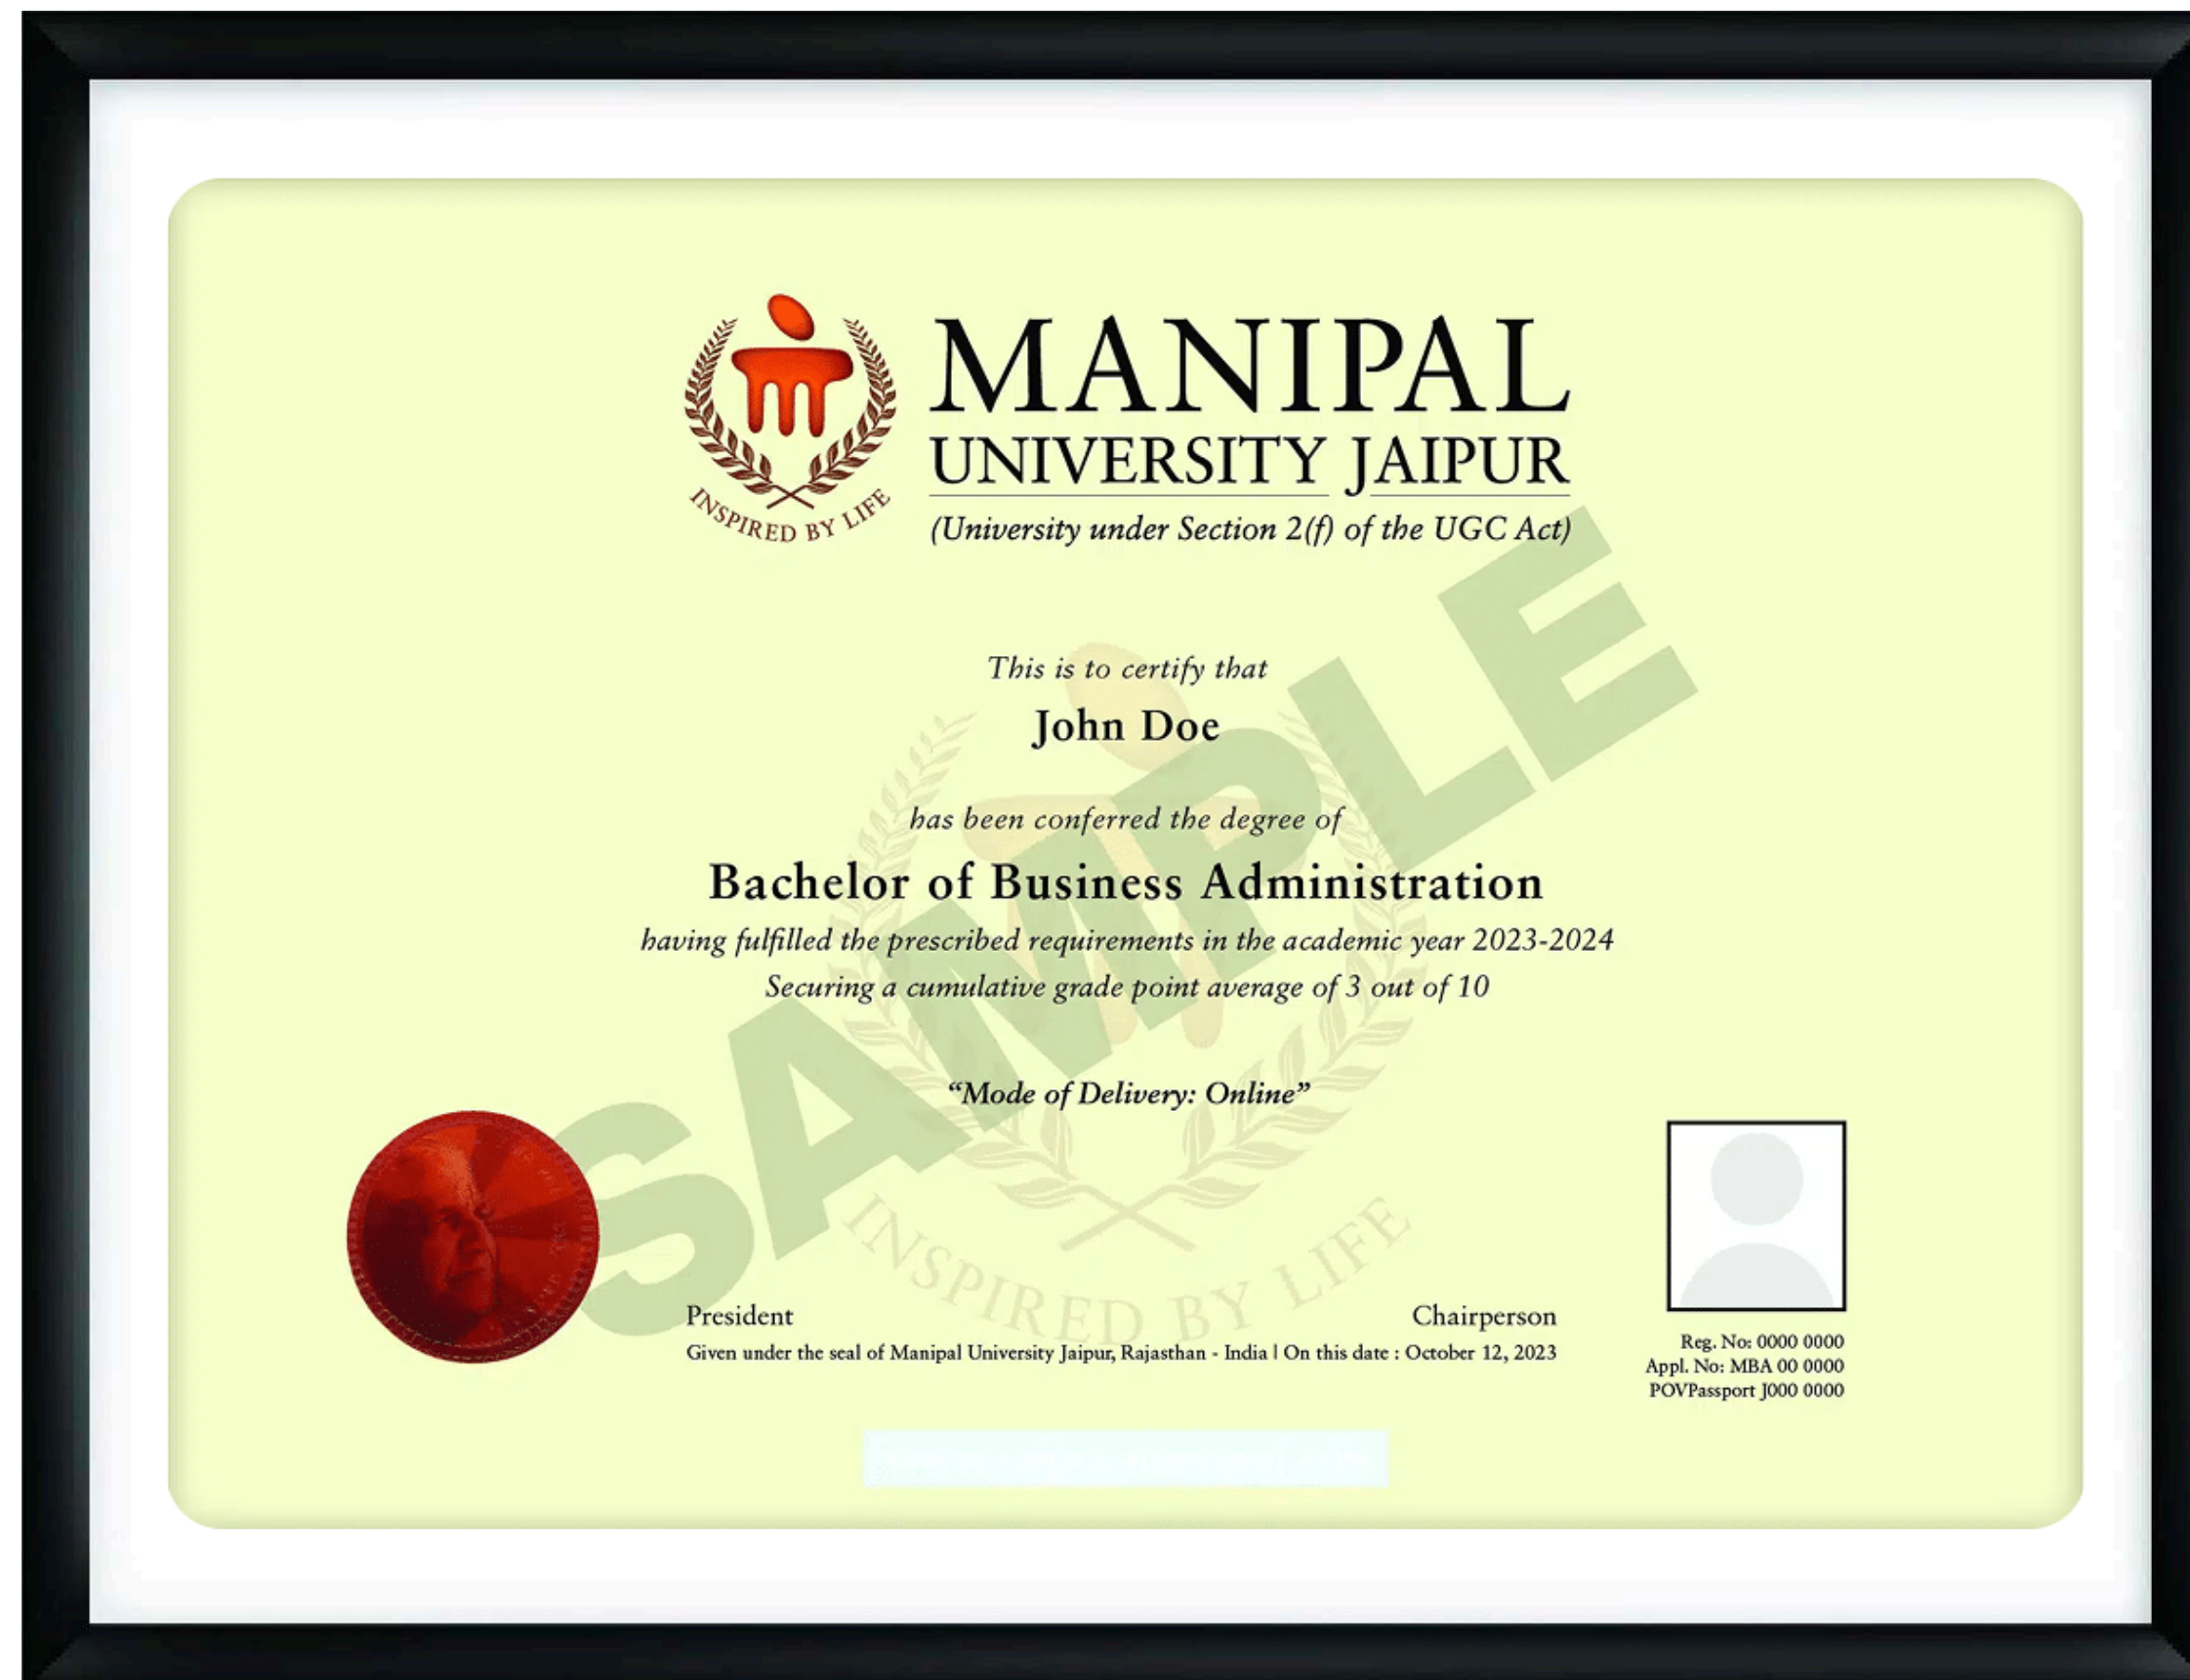 MANIPAL
UNIVERSITY JAIPUR
(University under Section 2(f) of the UGC Act)
INSPIRED BY LIFE
This is to certify that
John Doe
has been conferred the degree of
Bachelor of Business Administration
having fulfilled the prescribed requirements in the academic year 2023-2024
Securing a cumulative grade point average of 3 out of 10
"Mode of Delivery: Online"
SAMPLE
INSPIRED BY LIFE
President
Chairperson
Given under the seal of Manipal University Jaipur, Rajasthan - India | On this date : October 12, 2023
Reg. No: 0000 0000
Appl. No: MBA 00 0000
POVPassport J000 0000